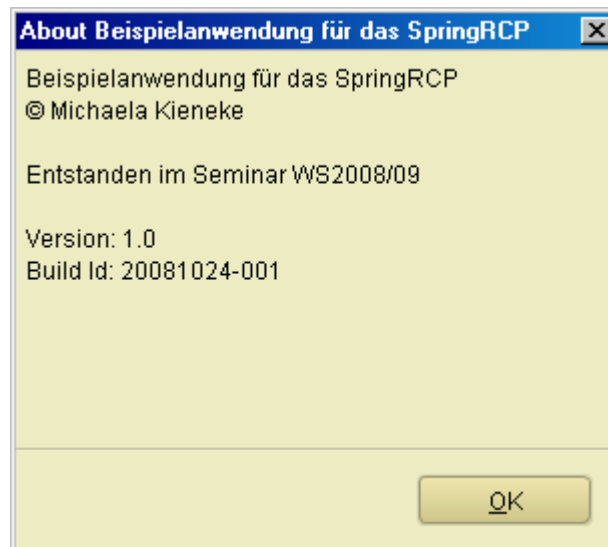 About Beispielanwendung für das SpringRCP
Beispielanwendung für das SpringRCP
© Michaela Kieneke
Entstanden im Seminar WS2008/09
Version: 1.0
Build Id: 20081024-001
OK